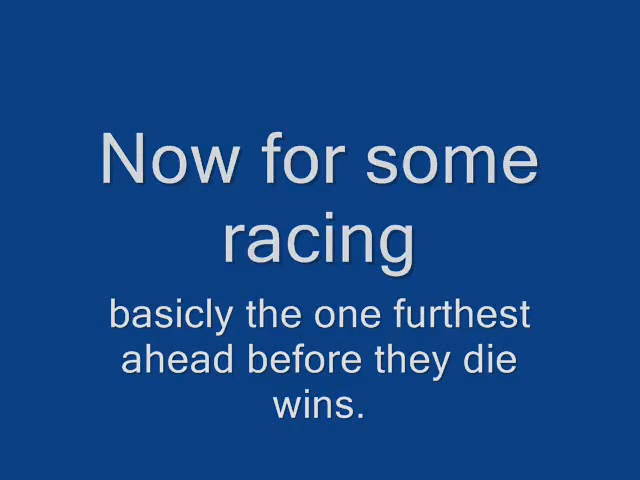 Now for some
racing
basicly the one furthest
ahead before they die
wins.